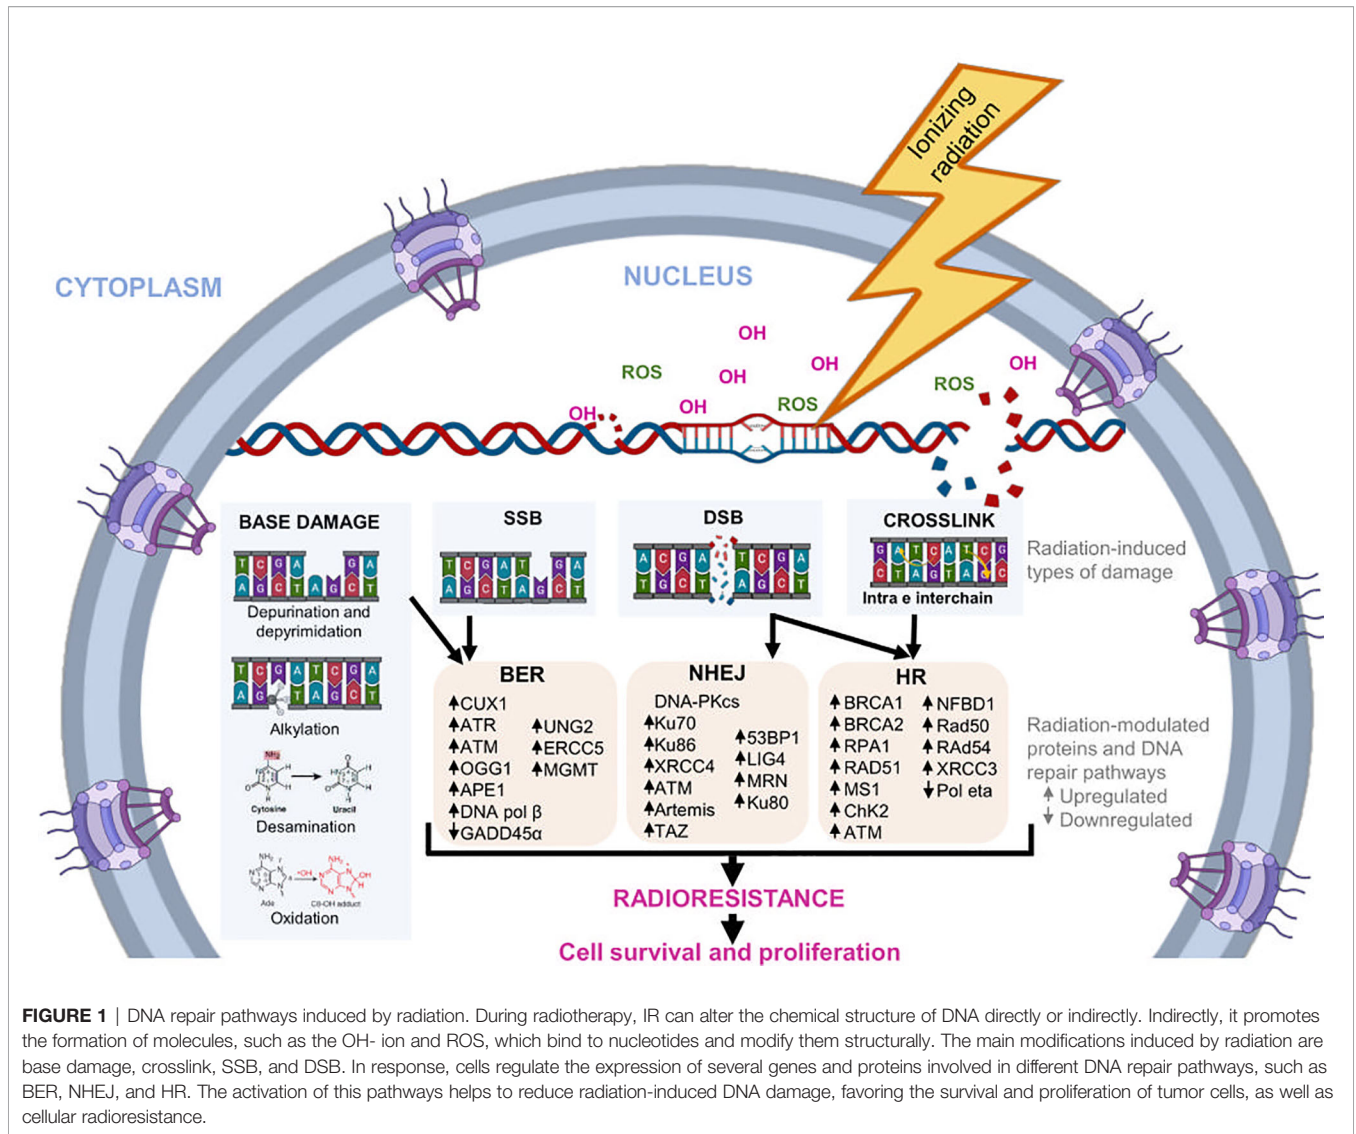 Ionizing
radiation
CYTOPLASM
NUCLEUS
OH
ROS
OH
OH
OH
ROS
OH
OH
ROS
OH
BASE DAMAGE
T C G A G A
A G C T A G C T
Depurination and
depyrimidation
T C G A T C G A
A G T A G C T
Alkylation
NH₂
Cytosine
Uracil
Desamination
NH₂
•OH
NH₂
OH
Ade
C8-OH adduct
Oxidation
SSB
T C G A T G A
A G C T A G C T
DSB
A C G A T C G A
T G C T A G C T
CROSSLINK
G A T C A T C G
C T A G T A G C
Intra e interchain
Radiation-induced
types of damage
BER
CUX1
ATR
ATM
OGG1
APE1
DNA pol β
GADD45α
UNG2
ERCC5
MGMT
NHEJ
DNA-PKcs
Ku70
Ku86
XRCC4
ATM
Artemis
TAZ
53BP1
LIG4
MRN
Ku80
HR
BRCA1
BRCA2
RPA1
RAD51
MS1
ChK2
ATM
NFBD1
Rad50
Rad54
XRCC3
Pol eta
Radiation-modulated
proteins and DNA
repair pathways
Upregulated
Downregulated
RADIORESISTANCE
Cell survival and proliferation
FIGURE 1 | DNA repair pathways induced by radiation. During radiotherapy, IR can alter the chemical structure of DNA directly or indirectly. Indirectly, it promotes
the formation of molecules, such as the OH- ion and ROS, which bind to nucleotides and modify them structurally. The main modifications induced by radiation are
base damage, crosslink, SSB, and DSB. In response, cells regulate the expression of several genes and proteins involved in different DNA repair pathways, such as
BER, NHEJ, and HR. The activation of this pathways helps to reduce radiation-induced DNA damage, favoring the survival and proliferation of tumor cells, as well as
cellular radioresistance.